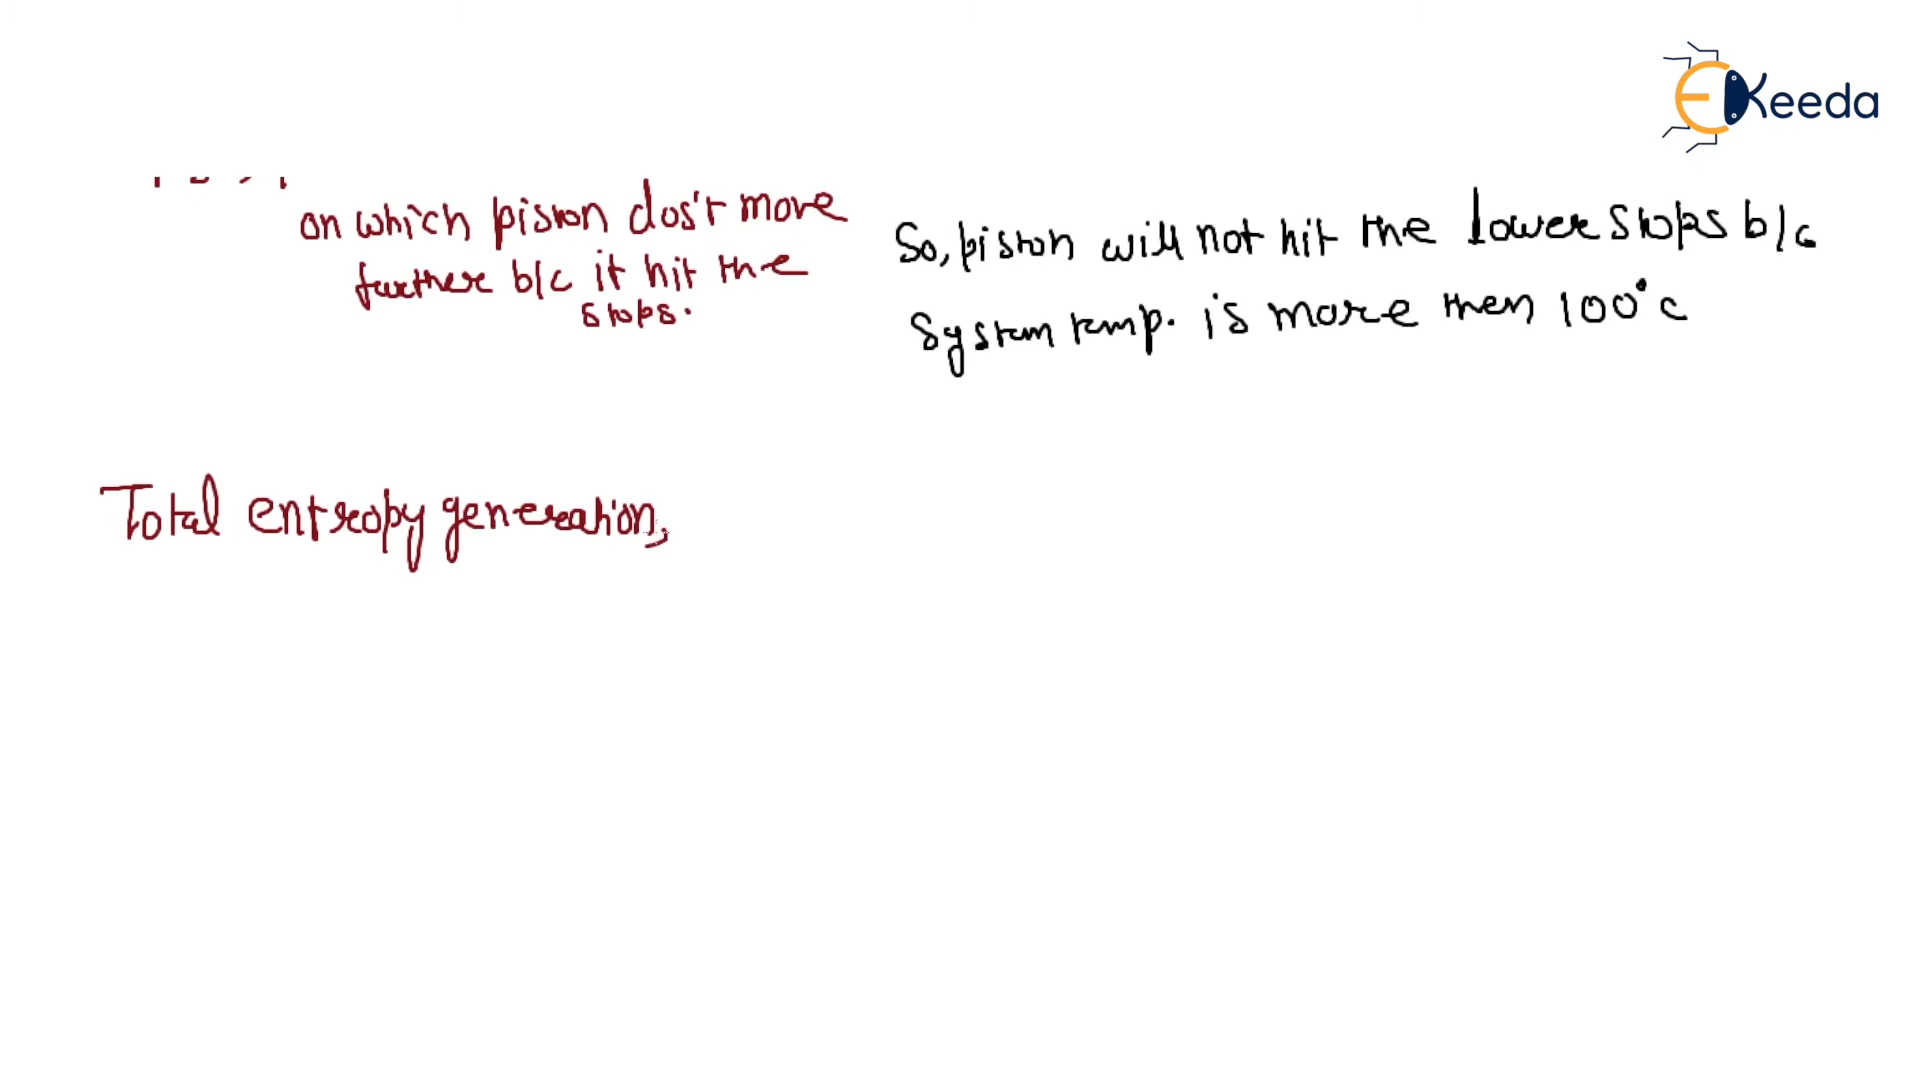 EKeeda
on which piston dos't move
further b/c it hit the
stops.
So, piston will not hit the lower stops b/c
System temp. is more then 100°c
Total entropy generation,